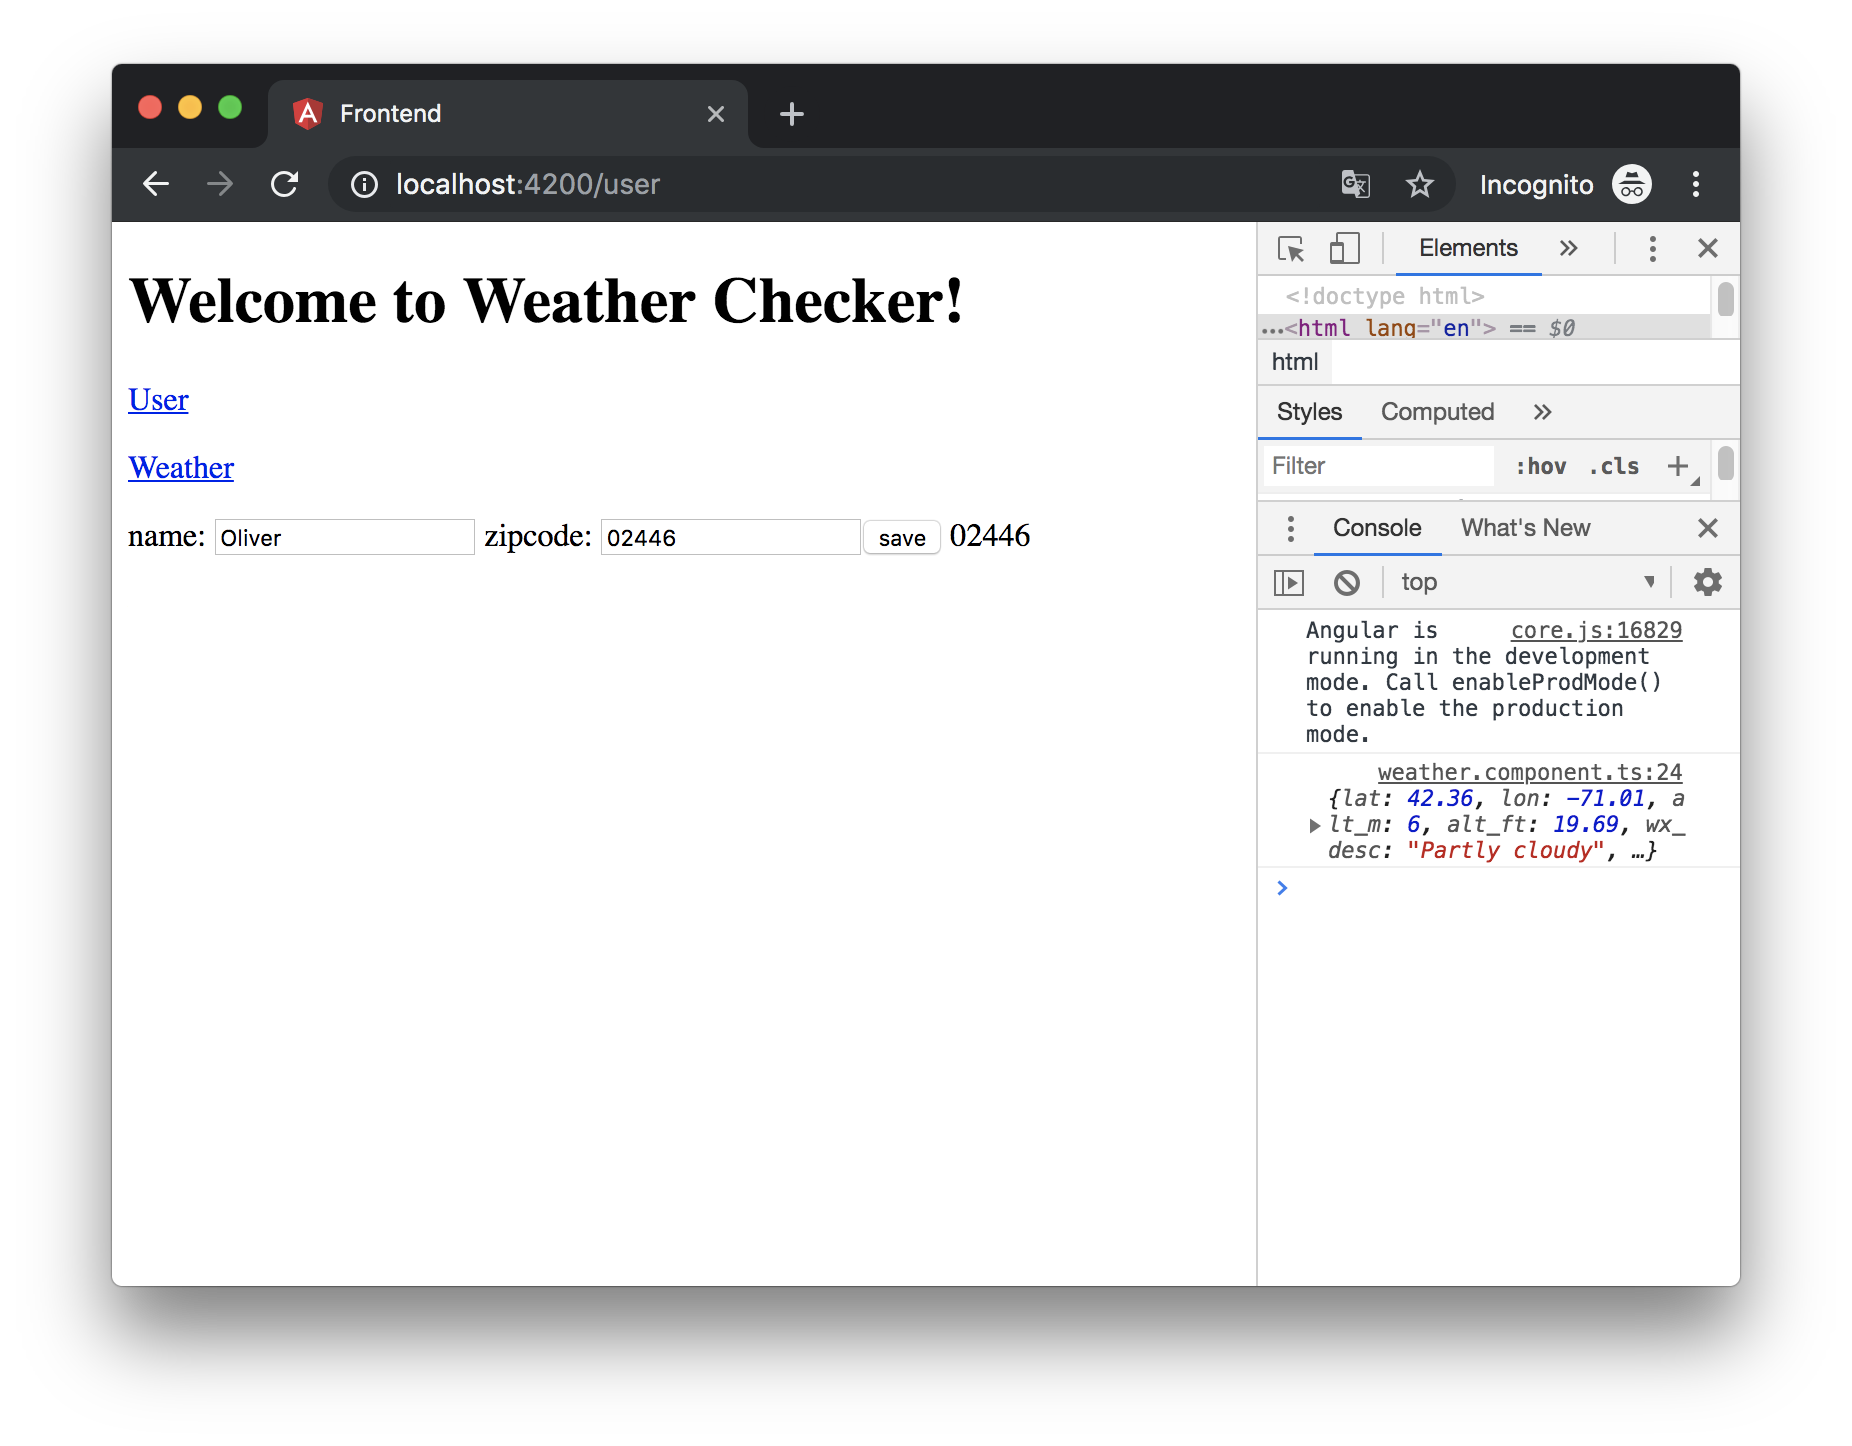 Frontend
localhost:4200/user
Incognito
Welcome to Weather Checker!
User
Weather
name: Oliver zipcode: 02446 save 02446
Elements
<!doctype html>
…<html lang="en"> == $0
html
Styles Computed
Filter :hov .cls
Console What's New
top
Angular is core.js:16829
running in the development
mode. Call enableProdMode()
to enable the production
mode.
weather.component.ts:24
{lat: 42.36, lon: -71.01, a
lt_m: 6, alt_ft: 19.69, wx_
desc: "Partly cloudy", …}